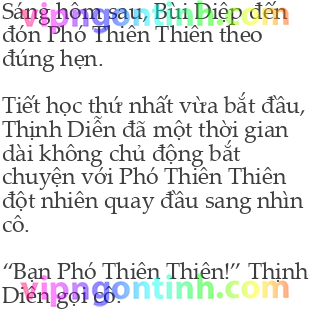 vipngontinh.com
Sáng hôm sau, Bùi Diệp đến
đón Phó Thiên Thiên theo
đúng hẹn.
Tiết học thứ nhất vừa bắt đầu,
Thịnh Diễn đã một thời gian
dài không chủ động bắt
chuyện với Phó Thiên Thiên
đột nhiên quay đầu sang nhìn
cô.
“Bạn Phó Thiên Thiên!” Thịnh
Diễn gọi cô.
vipngontinh.com